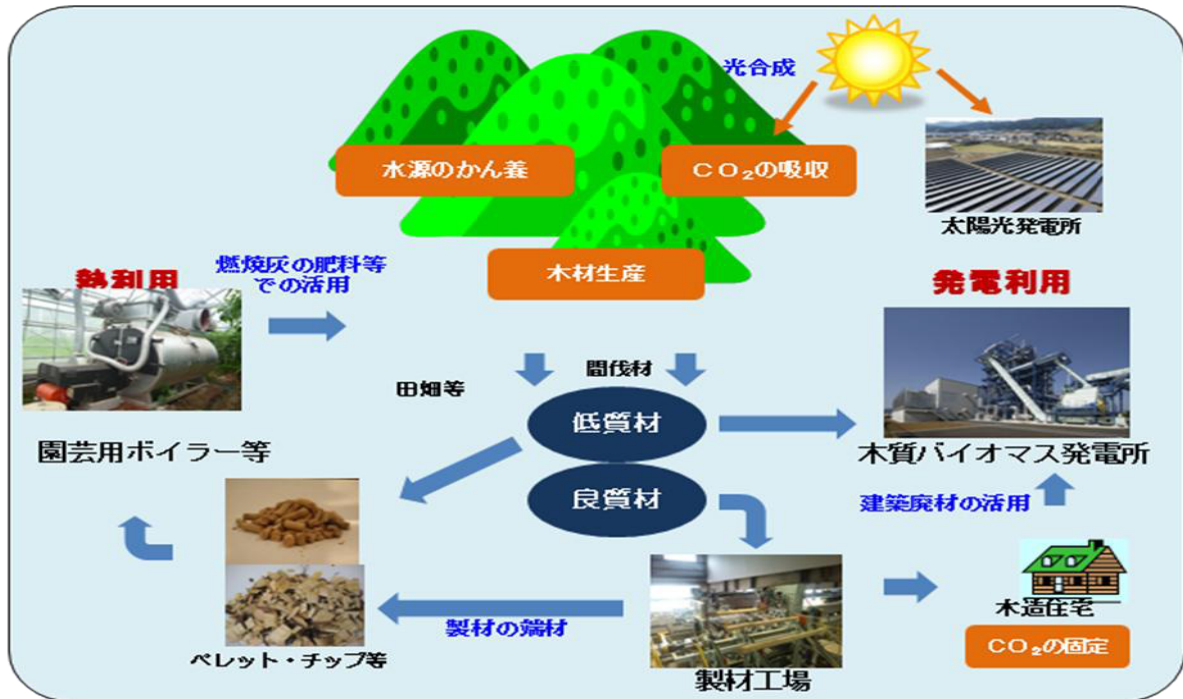 光合成
水源のかん養
CO₂の吸収
太陽光発電所
木材生産
熱利用
燃焼灰の肥料等
での活用
発電利用
間伐材
田畑等
低質材
園芸用ボイラー等
木質バイオマス発電所
良質材
建築廃材の活用
木造住宅
製材の端材
CO₂の固定
ペレット・チップ等
製材工場